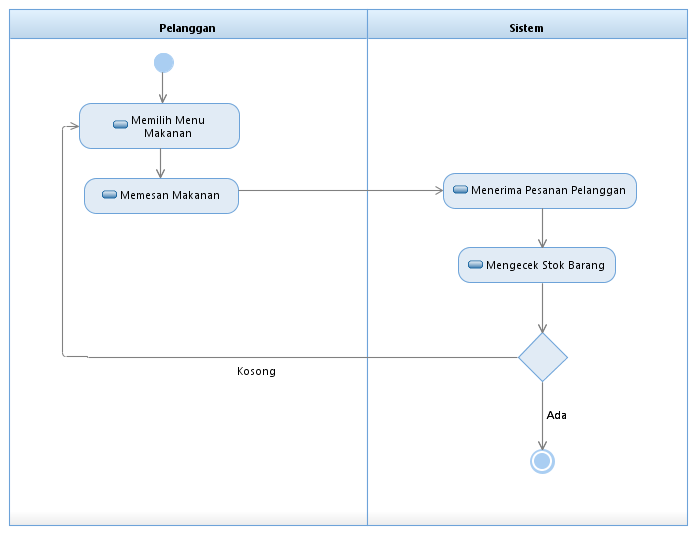 Pelanggan
Sistem
Memilih Menu
Makanan
Memesan Makanan
Menerima Pesanan Pelanggan
Mengecek Stok Barang
Kosong
Ada